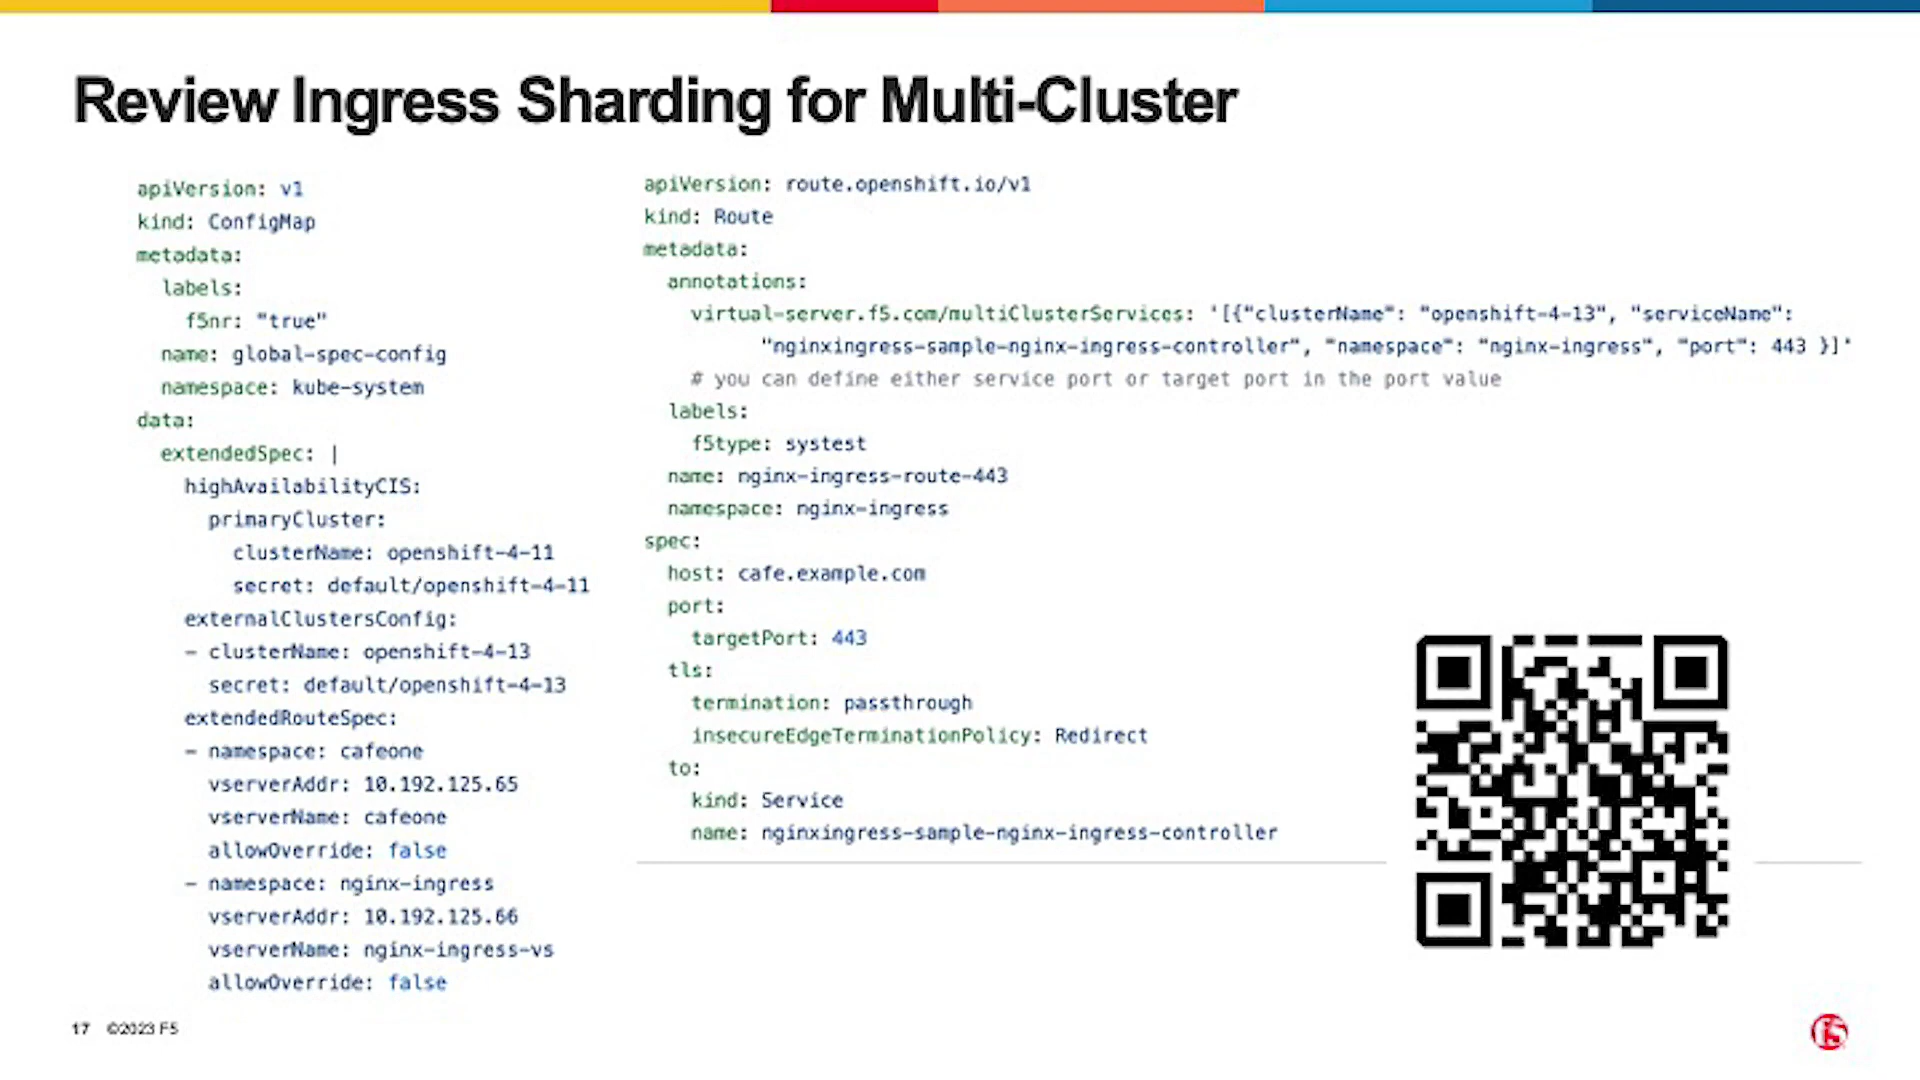 Review Ingress Sharding for Multi-Cluster
apiVersion: v1
kind: ConfigMap
metadata:
  labels:
    f5nr: "true"
  name: global-spec-config
  namespace: kube-system
data:
  extendedSpec: |
    highAvailabilityCIS:
      primaryCluster:
        clusterName: openshift-4-11
        secret: default/openshift-4-11
    externalClustersConfig:
    - clusterName: openshift-4-13
      secret: default/openshift-4-13
    extendedRouteSpec:
    - namespace: cafeone
      vserverAddr: 10.192.125.65
      vserverName: cafeone
      allowOverride: false
    - namespace: nginx-ingress
      vserverAddr: 10.192.125.66
      vserverName: nginx-ingress-vs
      allowOverride: false
apiVersion: route.openshift.io/v1
kind: Route
metadata:
  annotations:
    virtual-server.f5.com/multiClusterServices: '[{"clusterName": "openshift-4-13", "serviceName":
          "nginxingress-sample-nginx-ingress-controller", "namespace": "nginx-ingress", "port": 443 }]'
    # you can define either service port or target port in the port value
  labels:
    f5type: systest
  name: nginx-ingress-route-443
  namespace: nginx-ingress
spec:
  host: cafe.example.com
  port:
    targetPort: 443
  tls:
    termination: passthrough
    insecureEdgeTerminationPolicy: Redirect
  to:
    kind: Service
    name: nginxingress-sample-nginx-ingress-controller
17 ©2023 F5
f5